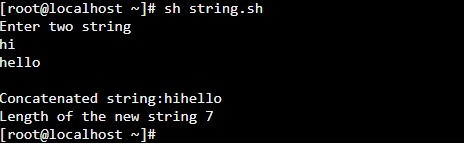 [root@localhost ~]# sh string.sh
Enter two string
hi
hello
Concatenated string:hihello
Length of the new string 7
[root@localhost ~]#